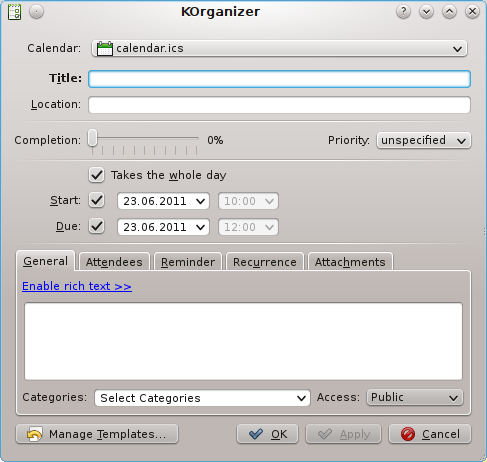 KOrganizer
Calendar: calendar.ics
Title:
Location:
Completion: 0% Priority: unspecified
Takes the whole day
Start: 23.06.2011 10:00
Due: 23.06.2011 12:00
General Attendees Reminder Recurrence Attachments
Enable rich text >>
Categories: Select Categories Access: Public
Manage Templates... OK Apply Cancel